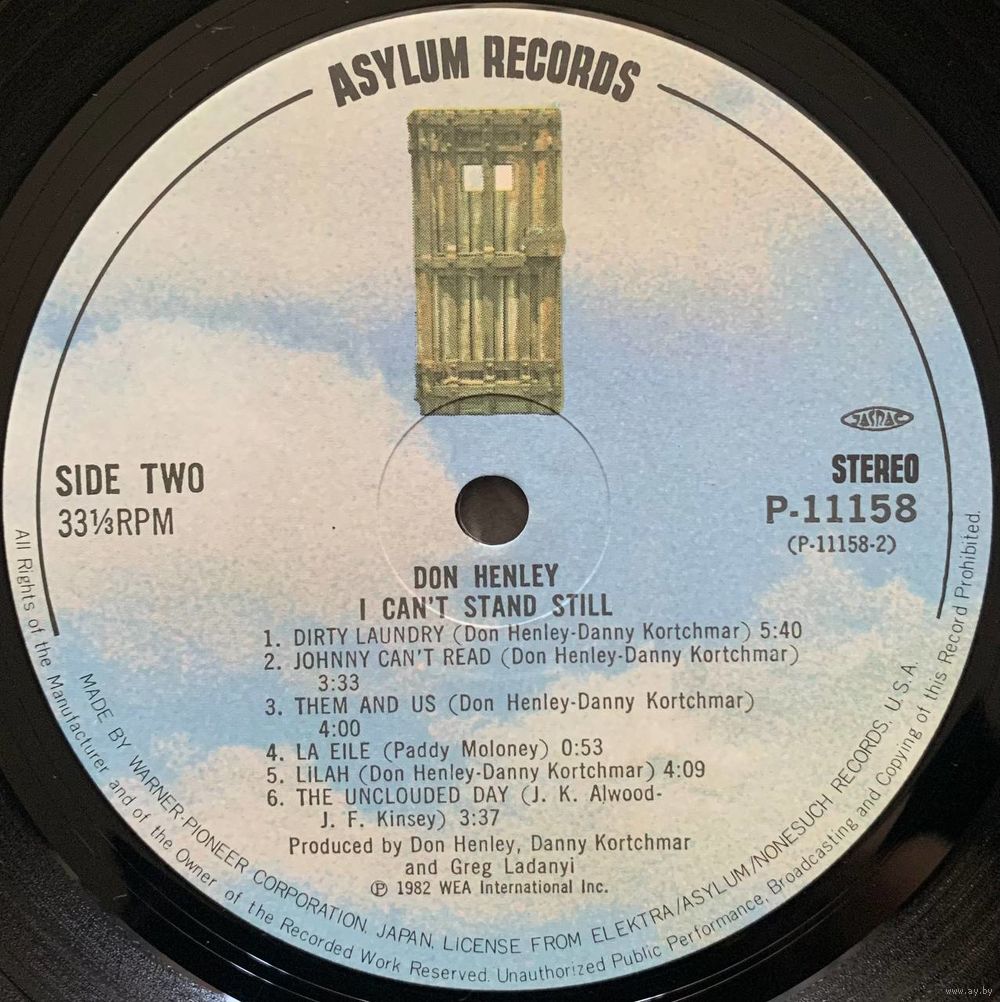 ASYLUM RECORDS
JASRAC
SIDE TWO
33⅓RPM
STEREO
P-11158
(P-11158-2)
DON HENLEY
I CAN'T STAND STILL
1. DIRTY LAUNDRY (Don Henley-Danny Kortchmar) 5:40
2. JOHNNY CAN'T READ (Don Henley-Danny Kortchmar)
3:33
3. THEM AND US (Don Henley-Danny Kortchmar)
4:00
4. LA EILE (Paddy Moloney) 0:53
5. LILAH (Don Henley-Danny Kortchmar) 4:09
6. THE UNCLOUDED DAY (J. K. Alwood-
J. F. Kinsey) 3:37
Produced by Don Henley, Danny Kortchmar
and Greg Ladanyi
℗ 1982 WEA International Inc.
MADE BY WARNER-PIONEER CORPORATION, JAPAN, LICENSE FROM ELEKTRA/ASYLUM/NONESUCH RECORDS, U.S.A.
All Rights of the Manufacturer and of the Owner of the Recorded Work Reserved. Unauthorized Public Performance, Broadcasting and Copying of this Record Prohibited.
www.ay.by